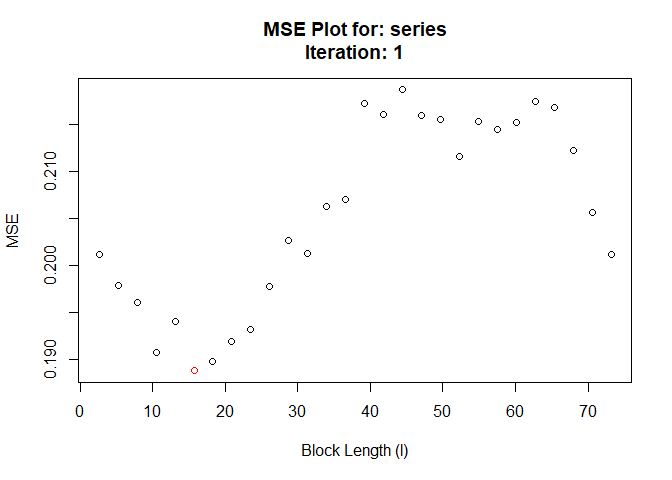 MSE Plot for: series
Iteration: 1
MSE
0.210
0.200
0.190
0 10 20 30 40 50 60 70
Block Length (l)